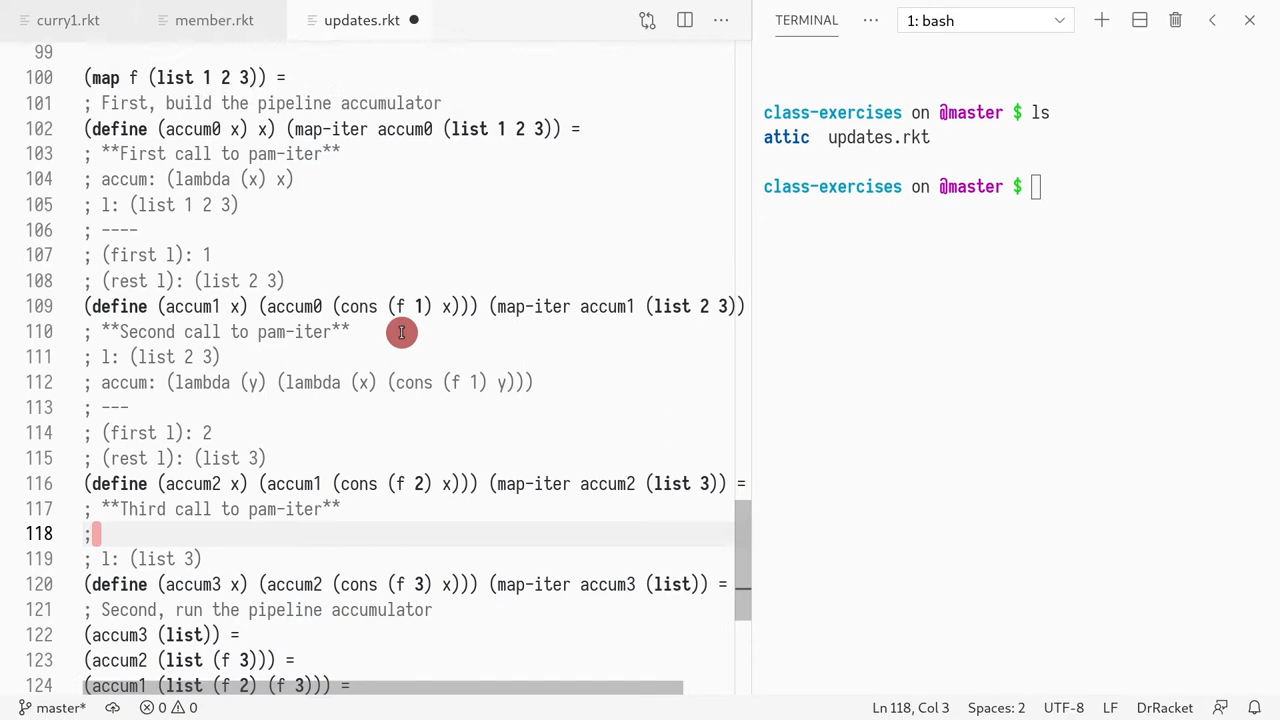 curry1.rkt member.rkt updates.rkt
99
100 (map f (list 1 2 3)) =
101 ; First, build the pipeline accumulator
102 (define (accum0 x) x) (map-iter accum0 (list 1 2 3)) =
103 ; **First call to pam-iter**
104 ; accum: (lambda (x) x)
105 ; l: (list 1 2 3)
106 ; ----
107 ; (first l): 1
108 ; (rest l): (list 2 3)
109 (define (accum1 x) (accum0 (cons (f 1) x))) (map-iter accum1 (list 2 3))
110 ; **Second call to pam-iter**
111 ; l: (list 2 3)
112 ; accum: (lambda (y) (lambda (x) (cons (f 1) y)))
113 ; ---
114 ; (first l): 2
115 ; (rest l): (list 3)
116 (define (accum2 x) (accum1 (cons (f 2) x))) (map-iter accum2 (list 3)) =
117 ; **Third call to pam-iter**
118 ;
119 ; l: (list 3)
120 (define (accum3 x) (accum2 (cons (f 3) x))) (map-iter accum3 (list)) =
121 ; Second, run the pipeline accumulator
122 (accum3 (list)) =
123 (accum2 (list (f 3))) =
124 (accum1 (list (f 2) (f 3))) =
TERMINAL ··· 1: bash
class-exercises on @master $ ls
attic updates.rkt
class-exercises on @master $
master* 0 0 Ln 118, Col 3 Spaces: 2 UTF-8 LF DrRacket